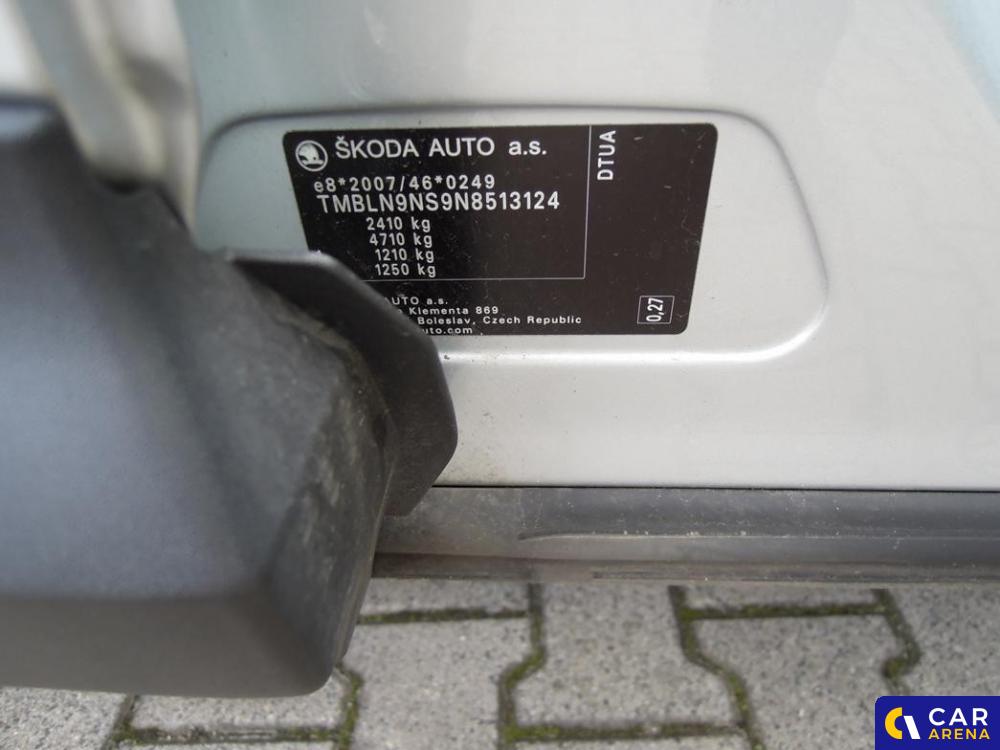 ŠKODA AUTO a.s.
e8*2007/46*0249
TMBLN9NS9N8513124
2410 kg
4710 kg
1210 kg
1250 kg
DTUA
AUTO a.s.
Klementa 869
Boleslav, Czech Republic
auto.com
0,27
CAR
ARENA